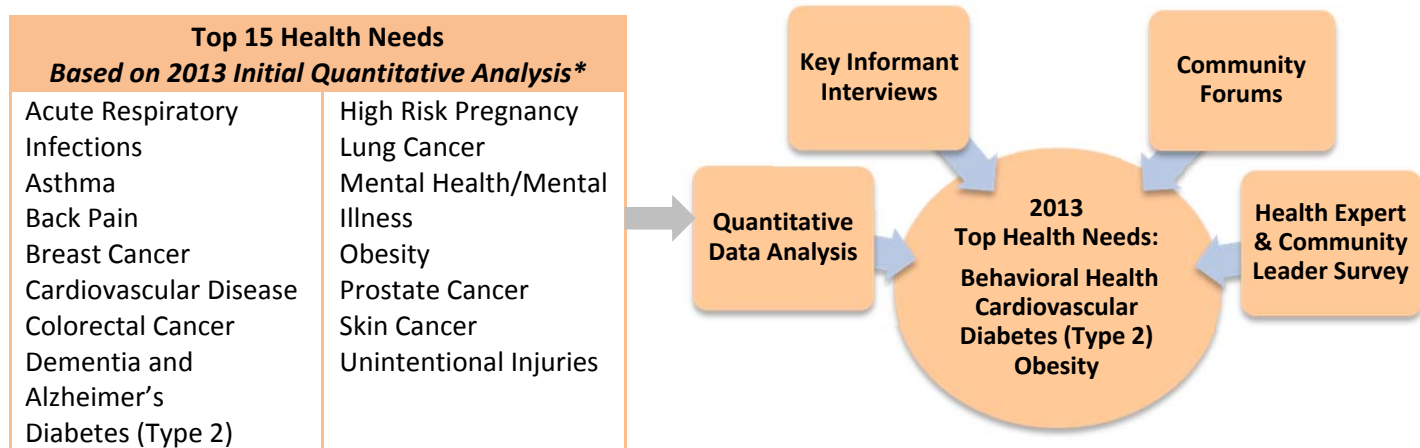 Top 15 Health Needs
Based on 2013 Initial Quantitative Analysis*
Acute Respiratory
Infections
Asthma
Back Pain
Breast Cancer
Cardiovascular Disease
Colorectal Cancer
Dementia and
Alzheimer’s
Diabetes (Type 2)
High Risk Pregnancy
Lung Cancer
Mental Health/Mental
Illness
Obesity
Prostate Cancer
Skin Cancer
Unintentional Injuries
Quantitative
Data Analysis
Key Informant
Interviews
Community
Forums
Health Expert
& Community
Leader Survey
2013
Top Health Needs:
Behavioral Health
Cardiovascular
Diabetes (Type 2)
Obesity